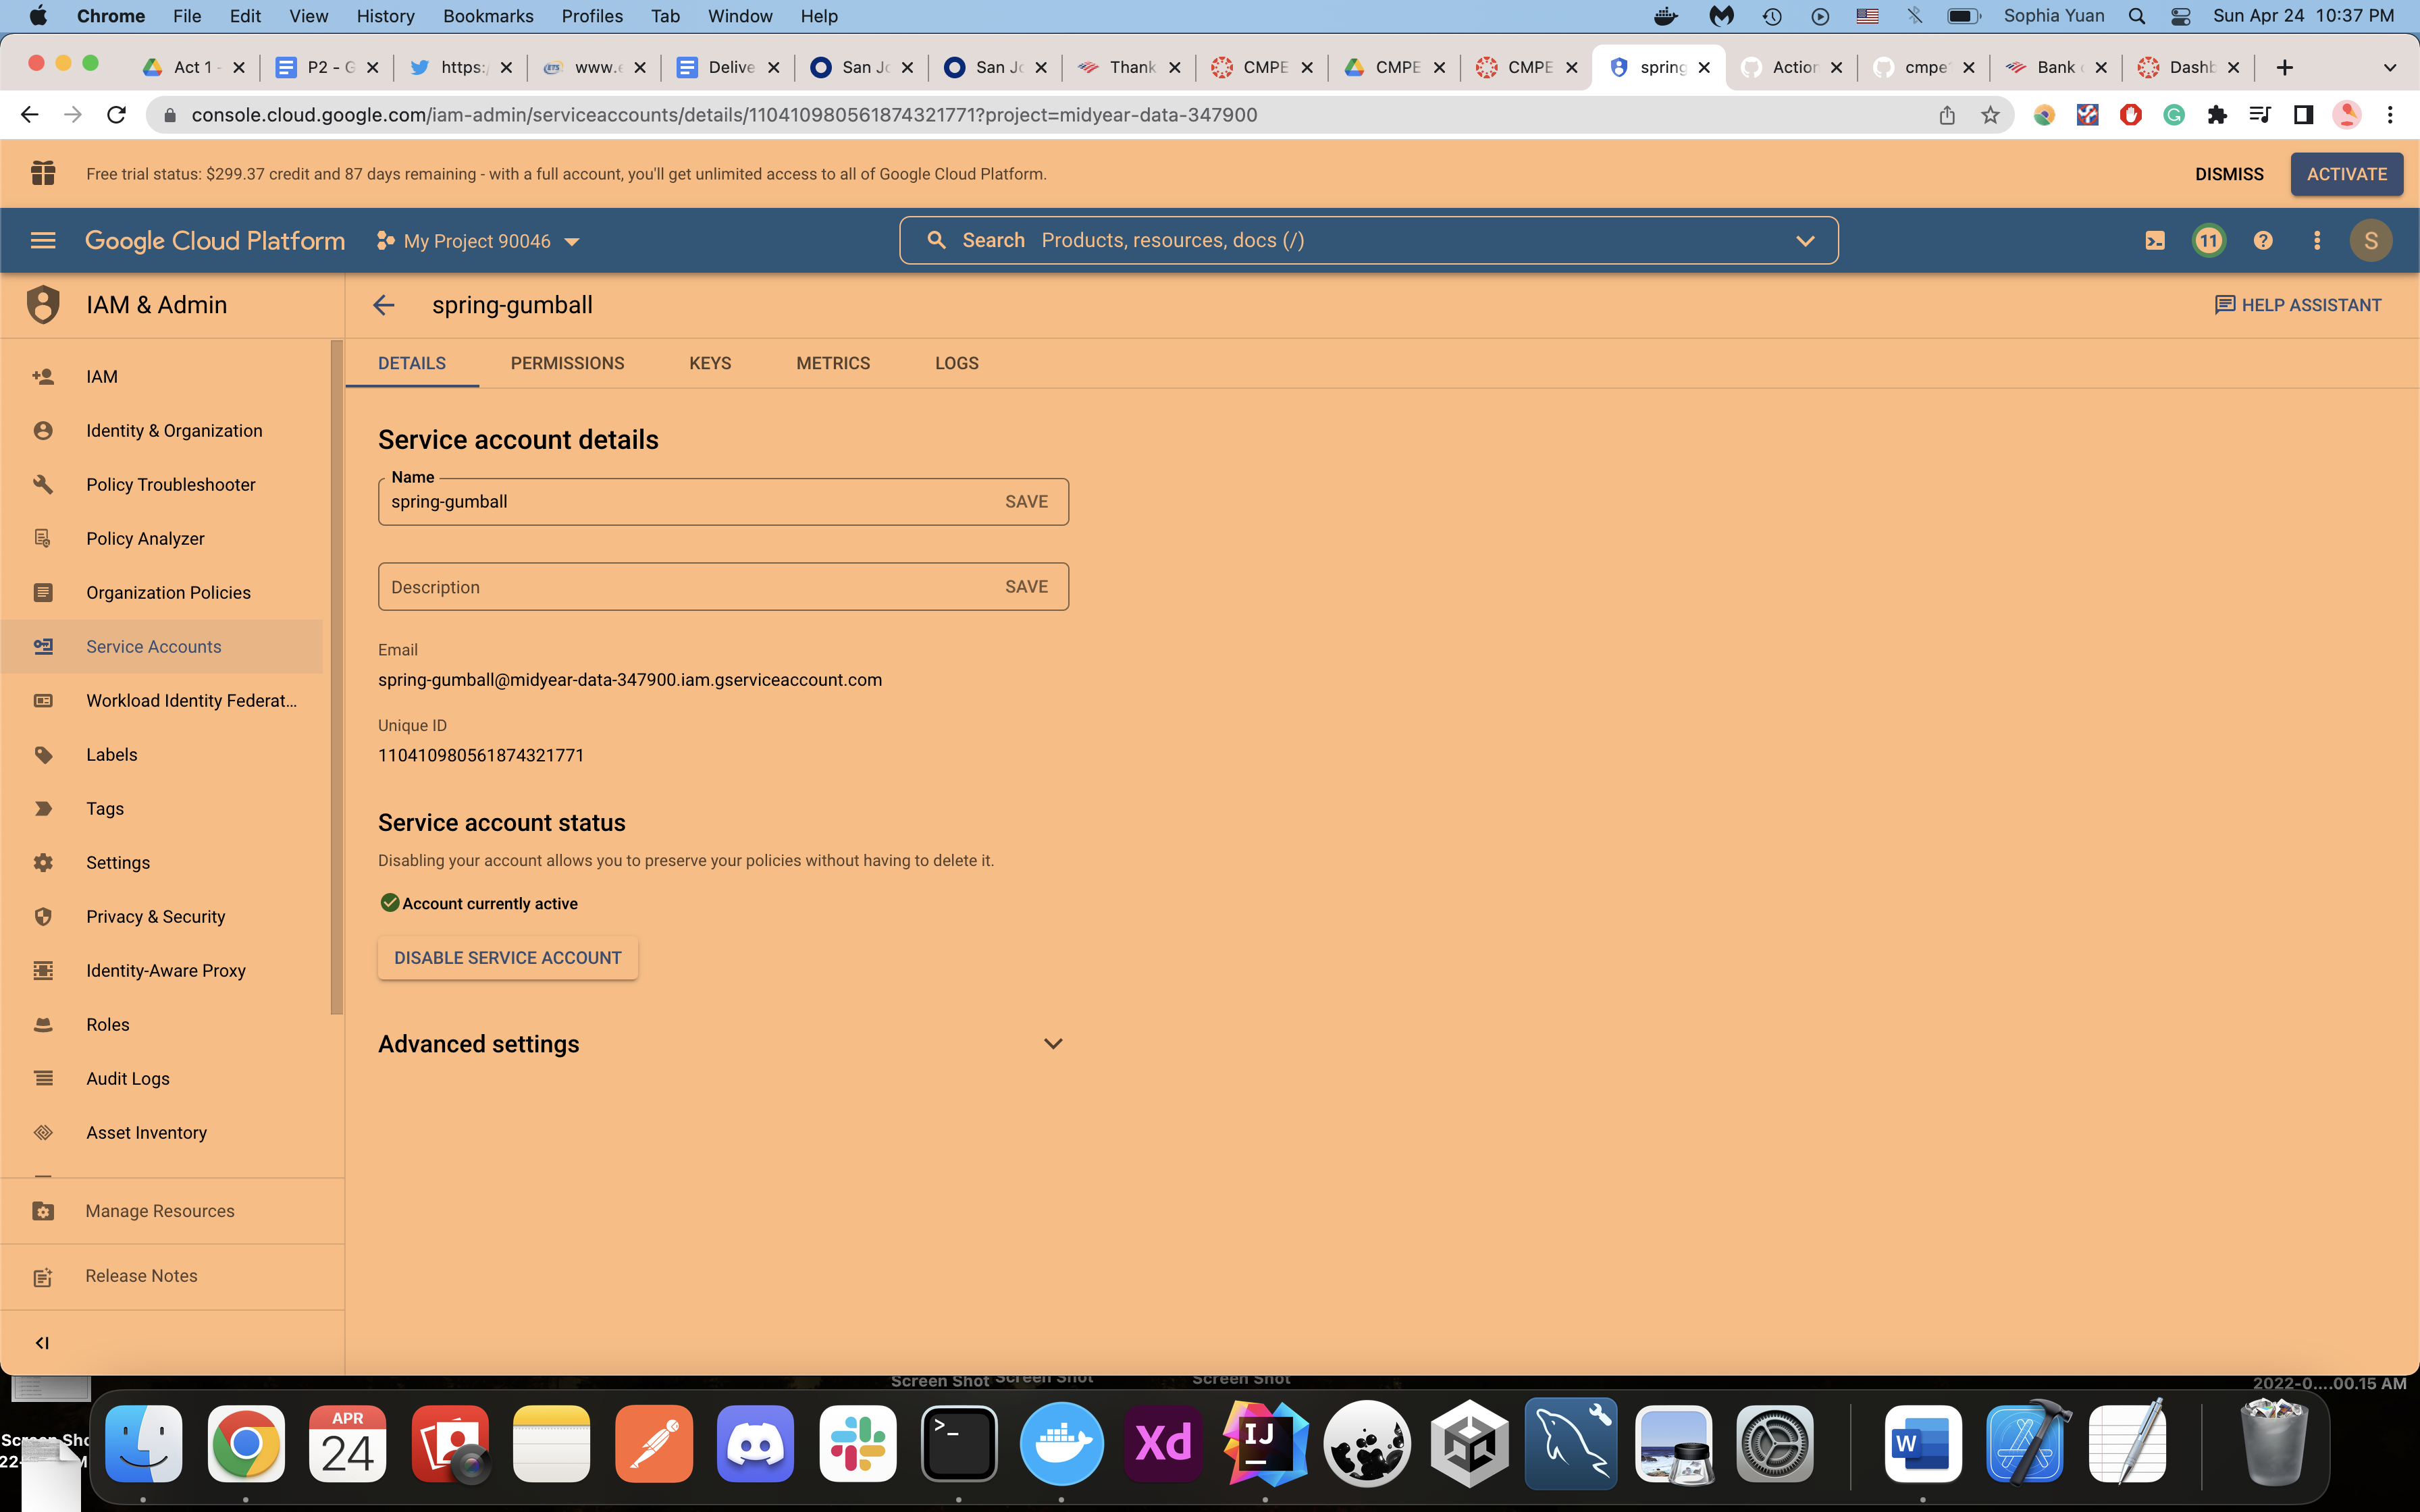 Chrome File Edit View History Bookmarks Profiles Tab Window Help Sophia Yuan Sun Apr 24 10:37 PM
Act 1 - P2 - G https:/ www.e Delive San Jo San Jo Thank CMPE CMPE CMPE spring Action cmpe Bank Dashb
console.cloud.google.com/iam-admin/serviceaccounts/details/110410980561874321771?project=midyear-data-347900
Free trial status: $299.37 credit and 87 days remaining - with a full account, you'll get unlimited access to all of Google Cloud Platform. DISMISS ACTIVATE
Google Cloud Platform My Project 90046 Search Products, resources, docs (/) 11 S
IAM & Admin
spring-gumball
HELP ASSISTANT
IAM
Identity & Organization
Policy Troubleshooter
Policy Analyzer
Organization Policies
Service Accounts
Workload Identity Federat...
Labels
Tags
Settings
Privacy & Security
Identity-Aware Proxy
Roles
Audit Logs
Asset Inventory
Manage Resources
Release Notes
DETAILS PERMISSIONS KEYS METRICS LOGS
Service account details
Name
spring-gumball SAVE
Description SAVE
Email
spring-gumball@midyear-data-347900.iam.gserviceaccount.com
Unique ID
110410980561874321771
Service account status
Disabling your account allows you to preserve your policies without having to delete it.
Account currently active
DISABLE SERVICE ACCOUNT
Advanced settings
Screen Shot Screen Shot Screen Shot
2022-0....00.15 AM
APR
24
Xd
IJ
W